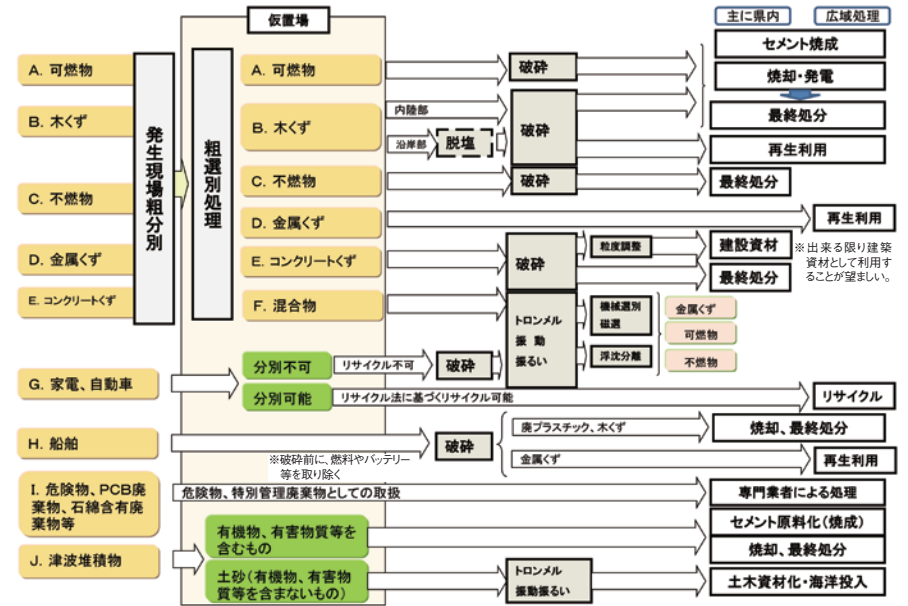 仮置場
主に県内
広域処理
A. 可燃物
B. 木くず
C. 不燃物
D. 金属くず
E. コンクリートくず
発生現場粗分別
粗選別処理
A. 可燃物
破砕
セメント焼成
焼却・発電
最終処分
B. 木くず
内陸部
沿岸部
脱塩
破砕
再生利用
C. 不燃物
破砕
最終処分
D. 金属くず
再生利用
E. コンクリートくず
破砕
粒度調整
建設資材
※出来る限り建築
資材として利用す
ることが望ましい。
最終処分
F. 混合物
トロンメル
振 動
振るい
機械選別
磁選
浮沈分離
金属くず
可燃物
不燃物
G. 家電、自動車
分別不可
リサイクル不可
破砕
分別可能
リサイクル法に基づくリサイクル可能
リサイクル
H. 船舶
※破砕前に、燃料やバッテリー
等を取り除く
破砕
廃プラスチック、木くず
焼却、最終処分
金属くず
再生利用
I. 危険物、PCB廃
棄物、石綿含有廃
棄物等
危険物、特別管理廃棄物としての取扱
専門業者による処理
J. 津波堆積物
有機物、有害物質等を
含むもの
セメント原料化(焼成)
焼却、最終処分
土砂(有機物、有害物
質等を含まないもの)
トロンメル
振動振るい
土木資材化・海洋投入